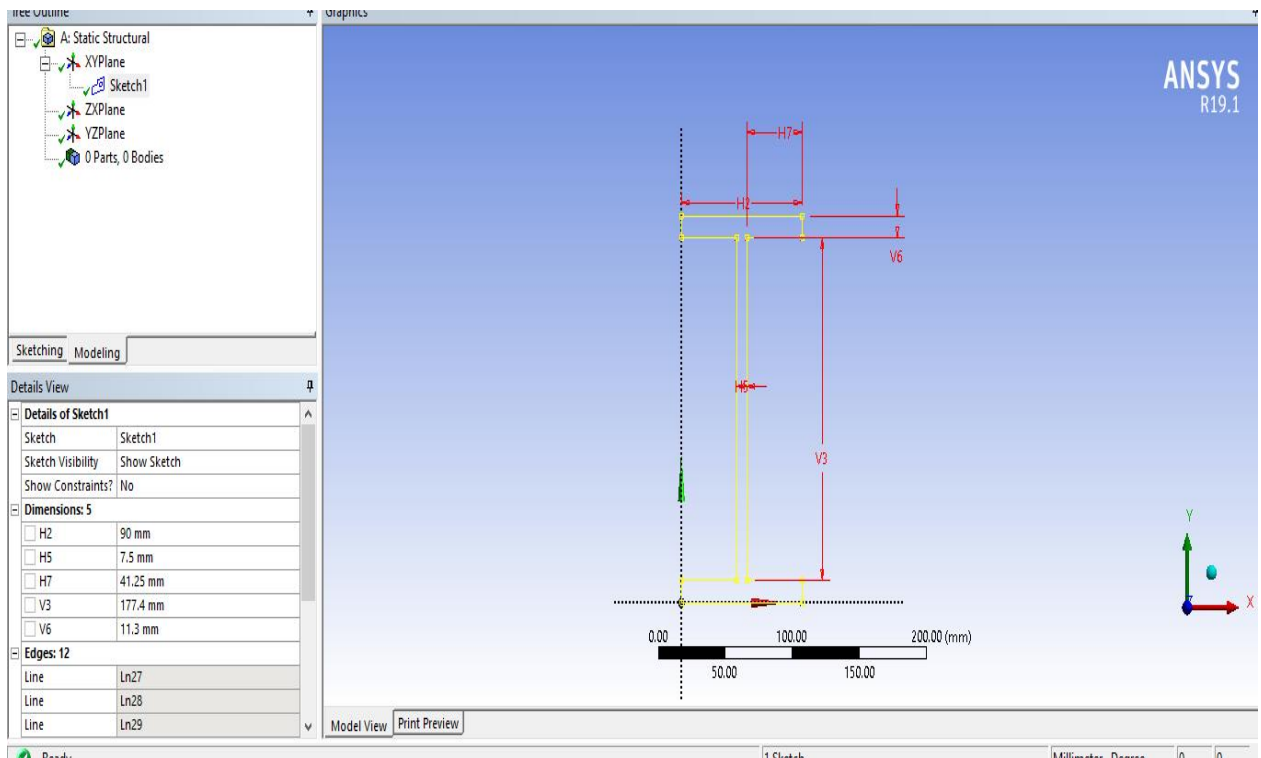 Tree Outline
Graphics
A: Static Structural
XYPlane
Sketch1
ZXPlane
YZPlane
0 Parts, 0 Bodies
Sketching Modeling
Details View
Details of Sketch1
Sketch Sketch1
Sketch Visibility Show Sketch
Show Constraints? No
Dimensions: 5
H2 90 mm
H5 7.5 mm
H7 41.25 mm
V3 177.4 mm
V6 11.3 mm
Edges: 12
Line Ln27
Line Ln28
Line Ln29
ANSYS
R19.1
H7
H2
V6
H5
V3
Y
X
0.00 100.00 200.00 (mm)
50.00 150.00
Model View Print Preview
Ready 1 Sketch Millimeter Degree 0 0